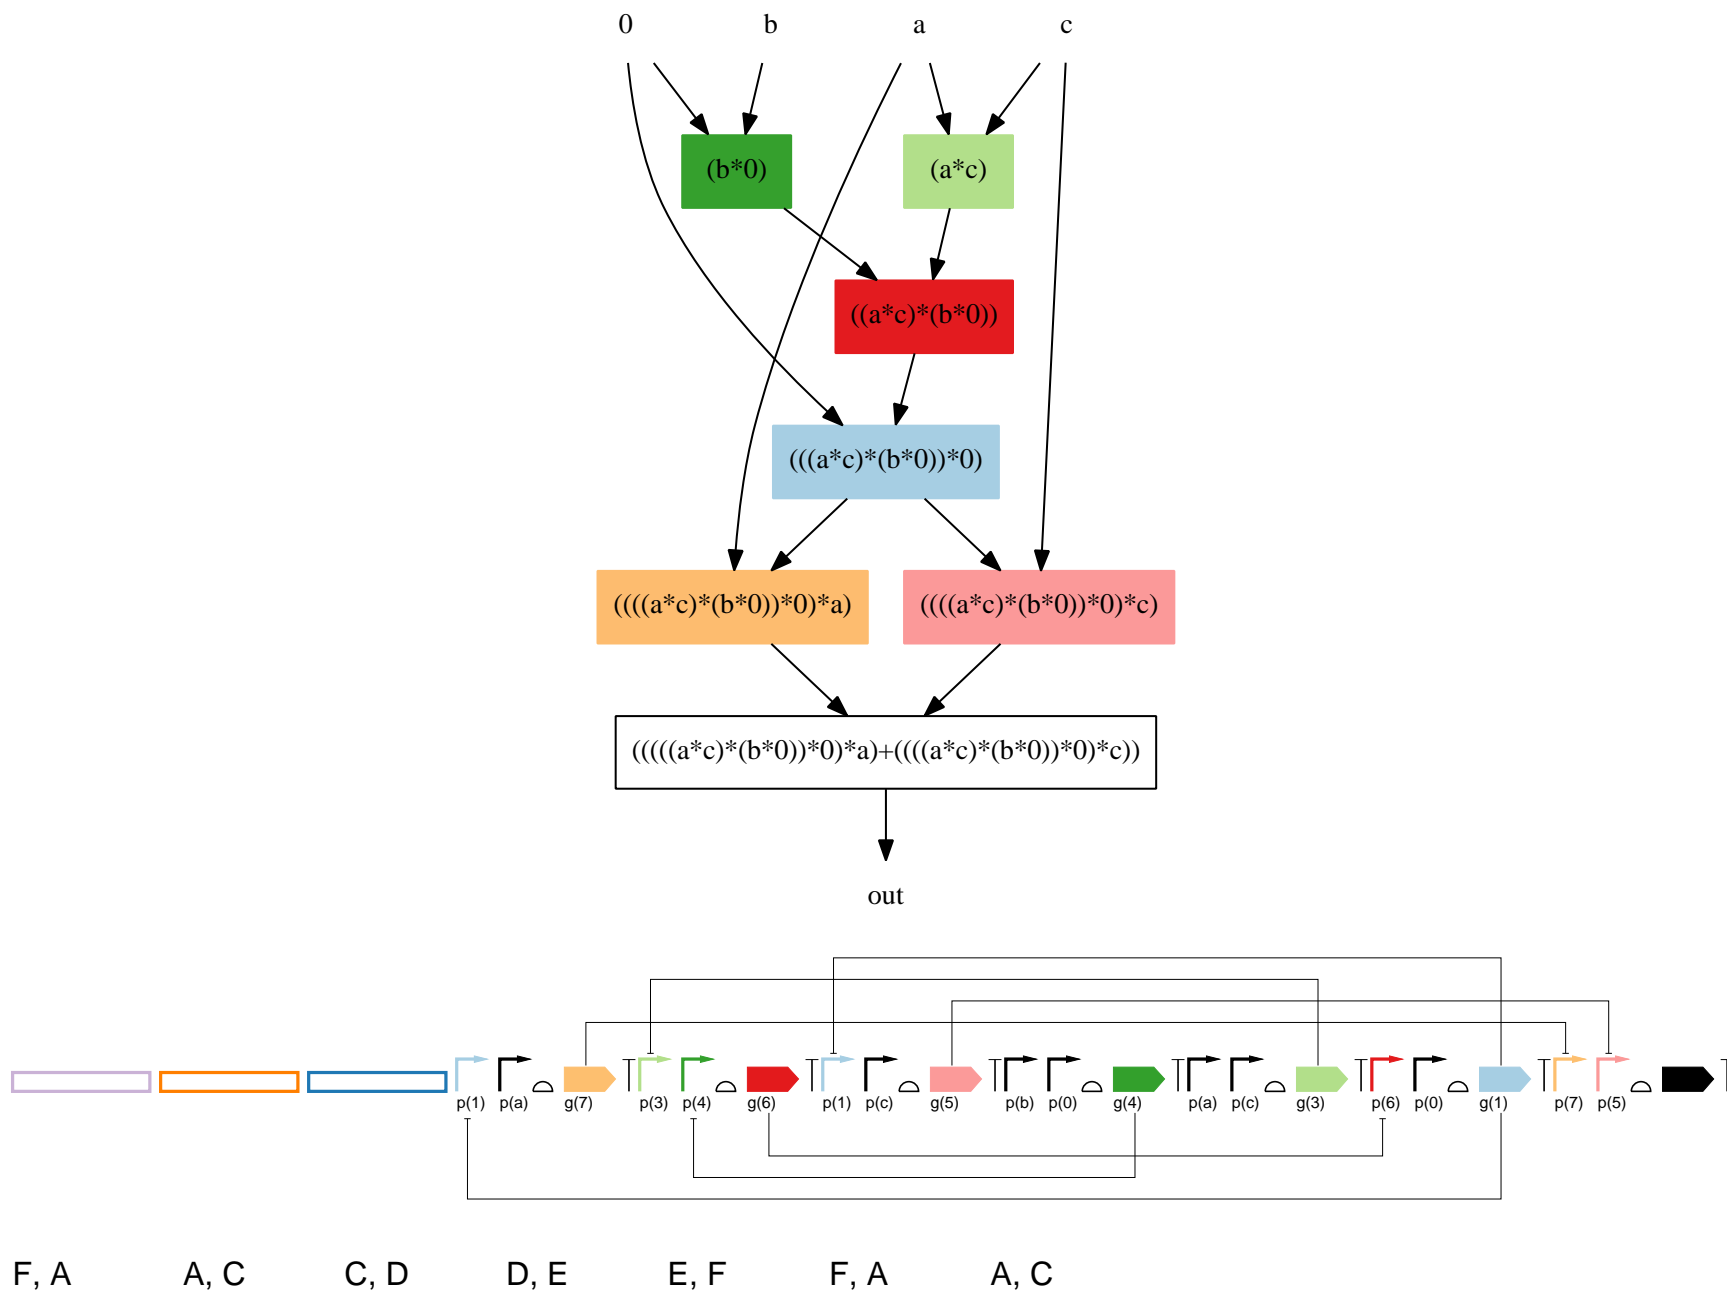 0 b a c
(b*0) (a*c)
((a*c)*(b*0))
(((a*c)*(b*0))*0)
((((a*c)*(b*0))*0)*a) ((((a*c)*(b*0))*0)*c)
(((((a*c)*(b*0))*0)*a)+((((a*c)*(b*0))*0)*c))
out
p(1) p(a) g(7) p(3) p(4) g(6) p(1) p(c) g(5) p(b) p(0) g(4) p(a) p(c) g(3) p(6) p(0) g(1) p(7) p(5)
F, A A, C C, D D, E E, F F, A A, C